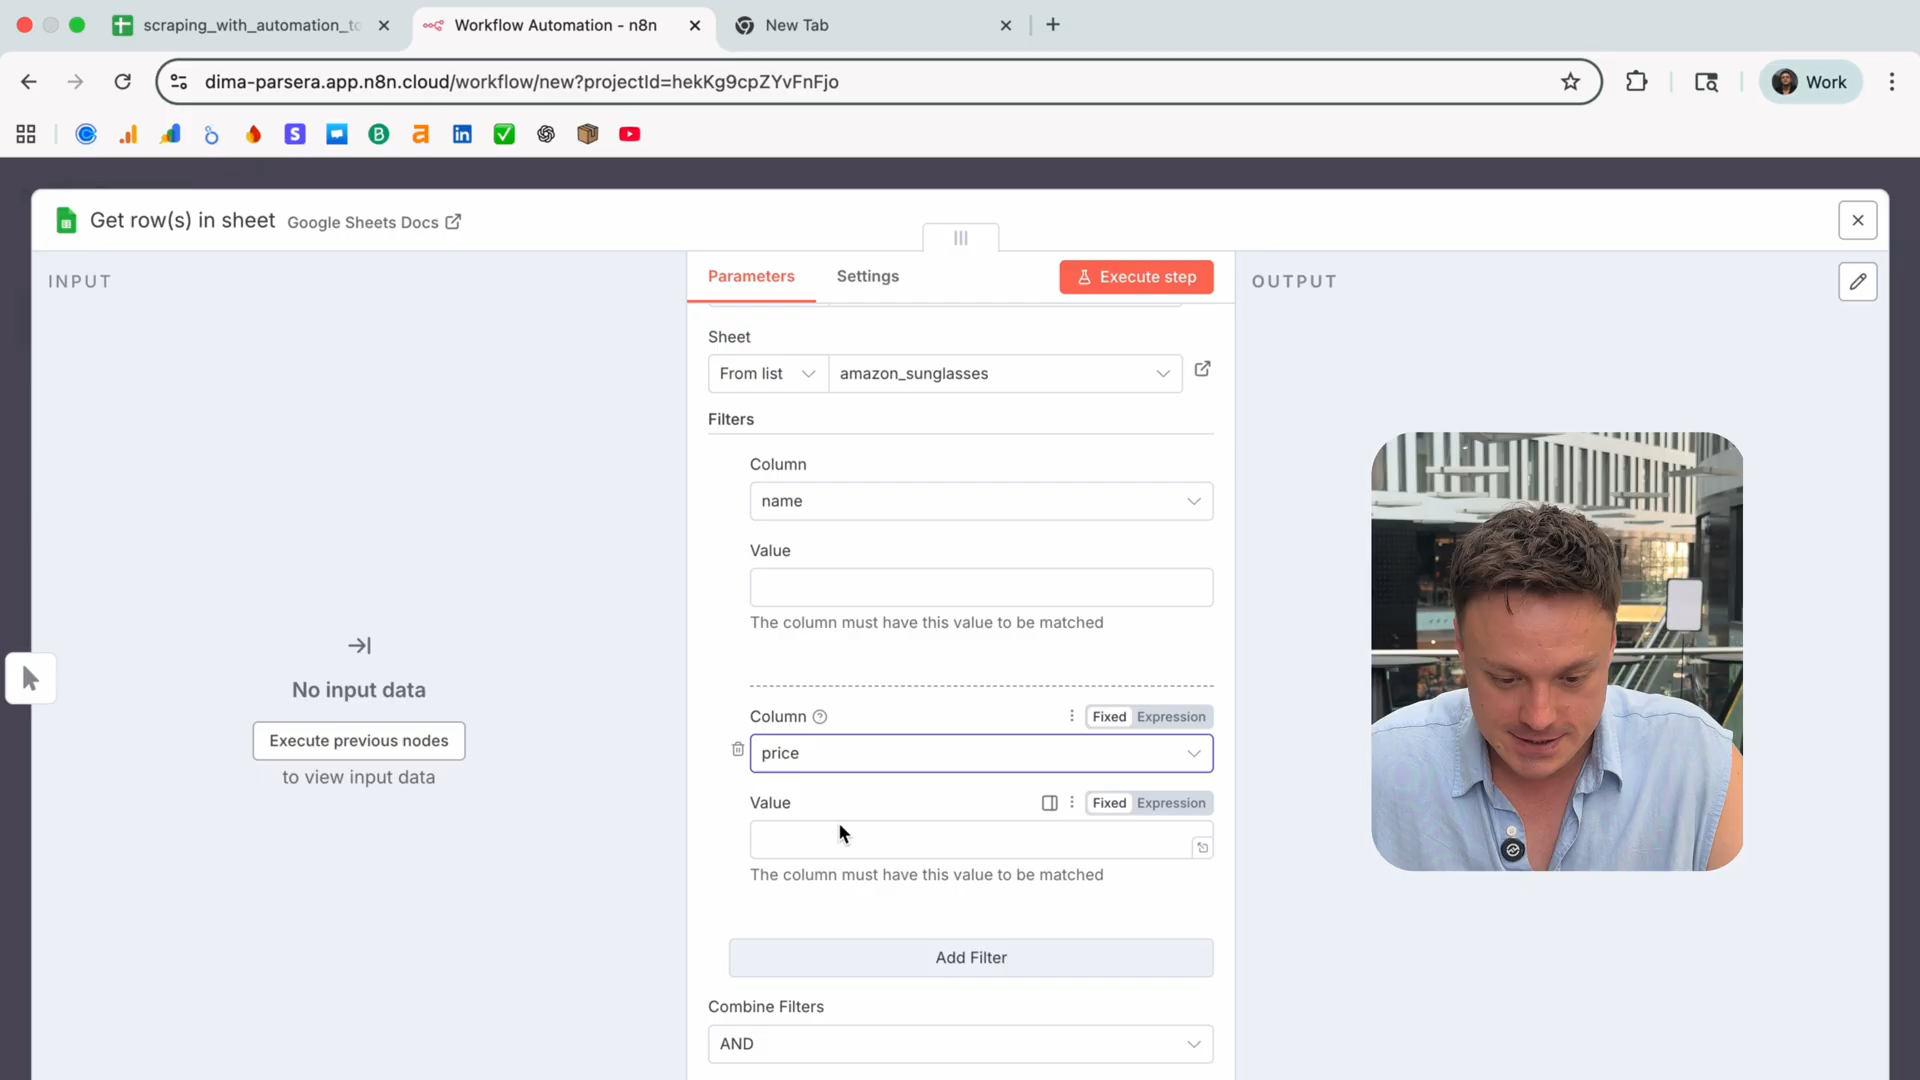 scraping_with_automation_to
Workflow Automation - n8n
New Tab
dima-parsera.app.n8n.cloud/workflow/new?projectId=hekKg9cpZYvFnFjo
Work
Get row(s) in sheet
Google Sheets Docs
INPUT
Parameters
Settings
Execute step
OUTPUT
Sheet
From list
amazon_sunglasses
Filters
Column
name
Value
The column must have this value to be matched
No input data
Execute previous nodes
to view input data
Column
Fixed
Expression
price
Value
Fixed
Expression
The column must have this value to be matched
Add Filter
Combine Filters
AND